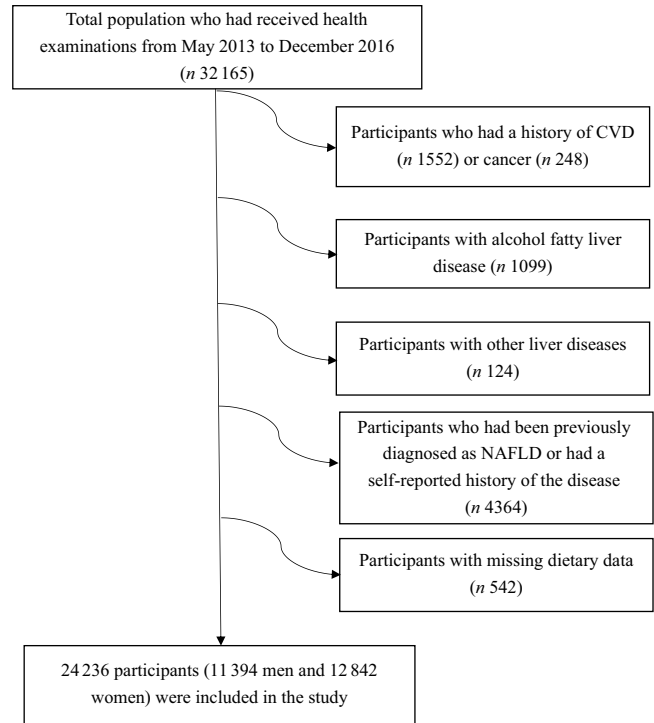 Total population who had received health
examinations from May 2013 to December 2016
(n 32 165)
Participants who had a history of CVD
(n 1552) or cancer (n 248)
Participants with alcohol fatty liver
disease (n 1099)
Participants with other liver diseases
(n 124)
Participants who had been previously
diagnosed as NAFLD or had a
self-reported history of the disease
(n 4364)
Participants with missing dietary data
(n 542)
24 236 participants (11 394 men and 12 842
women) were included in the study